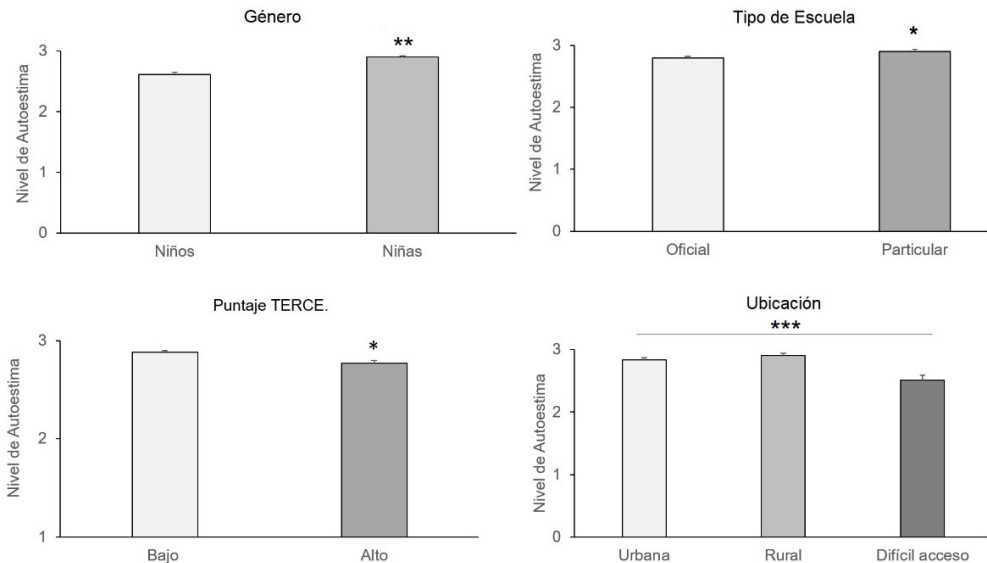 Género
**
Nivel de Autoestima
3
2
1
0
Niños Niñas
Tipo de Escuela
*
Nivel de Autoestima
3
2
1
0
Oficial Particular
Puntaje TERCE.
*
Nivel de Autoestima
3
2
1
Bajo Alto
Ubicación
***
Nivel de Autoestima
3
2
1
0
Urbana Rural Difícil acceso